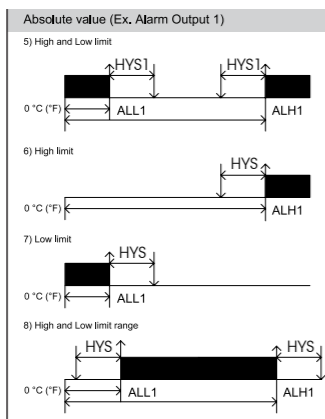 Absolute value (Ex. Alarm Output 1)
5) High and Low limit
HYS1 HYS1
0 °C (°F) ALL1 ALH1
6) High limit
HYS
0 °C (°F) ALH1
7) Low limit
HYS
0 °C (°F) ALL1
8) High and Low limit range
HYS HYS
0 °C (°F) ALL1 ALH1